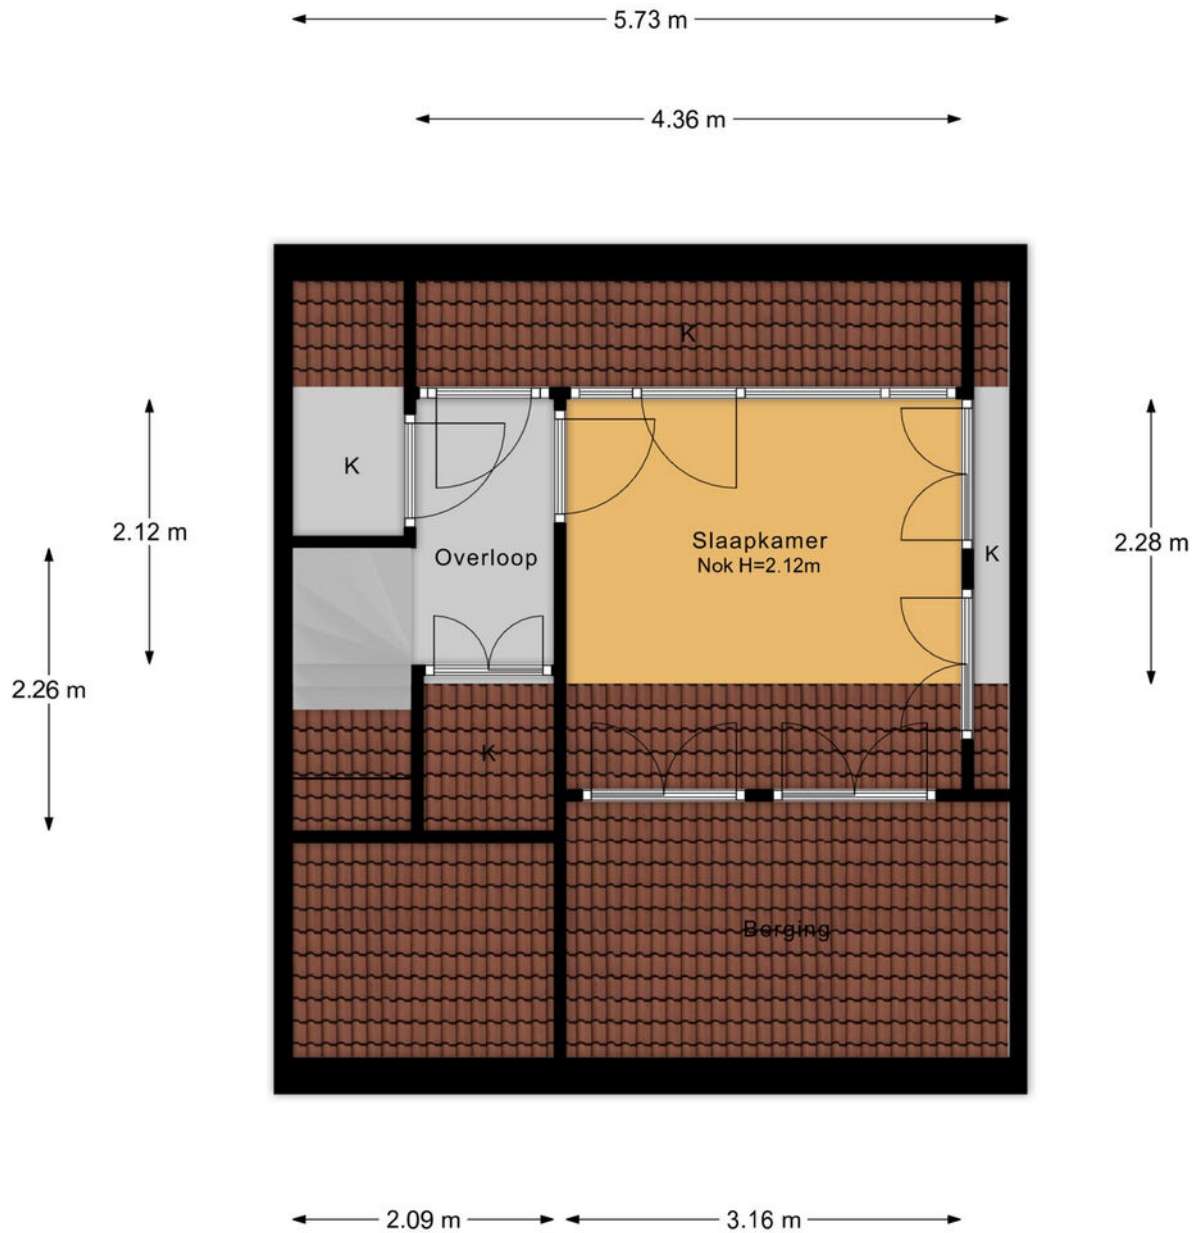 5.73 m
4.36 m
K
K
2.12 m
Slaapkamer
Nok H=2.12m
2.28 m
Overloop
K
2.26 m
K
Berging
2.09 m
3.16 m